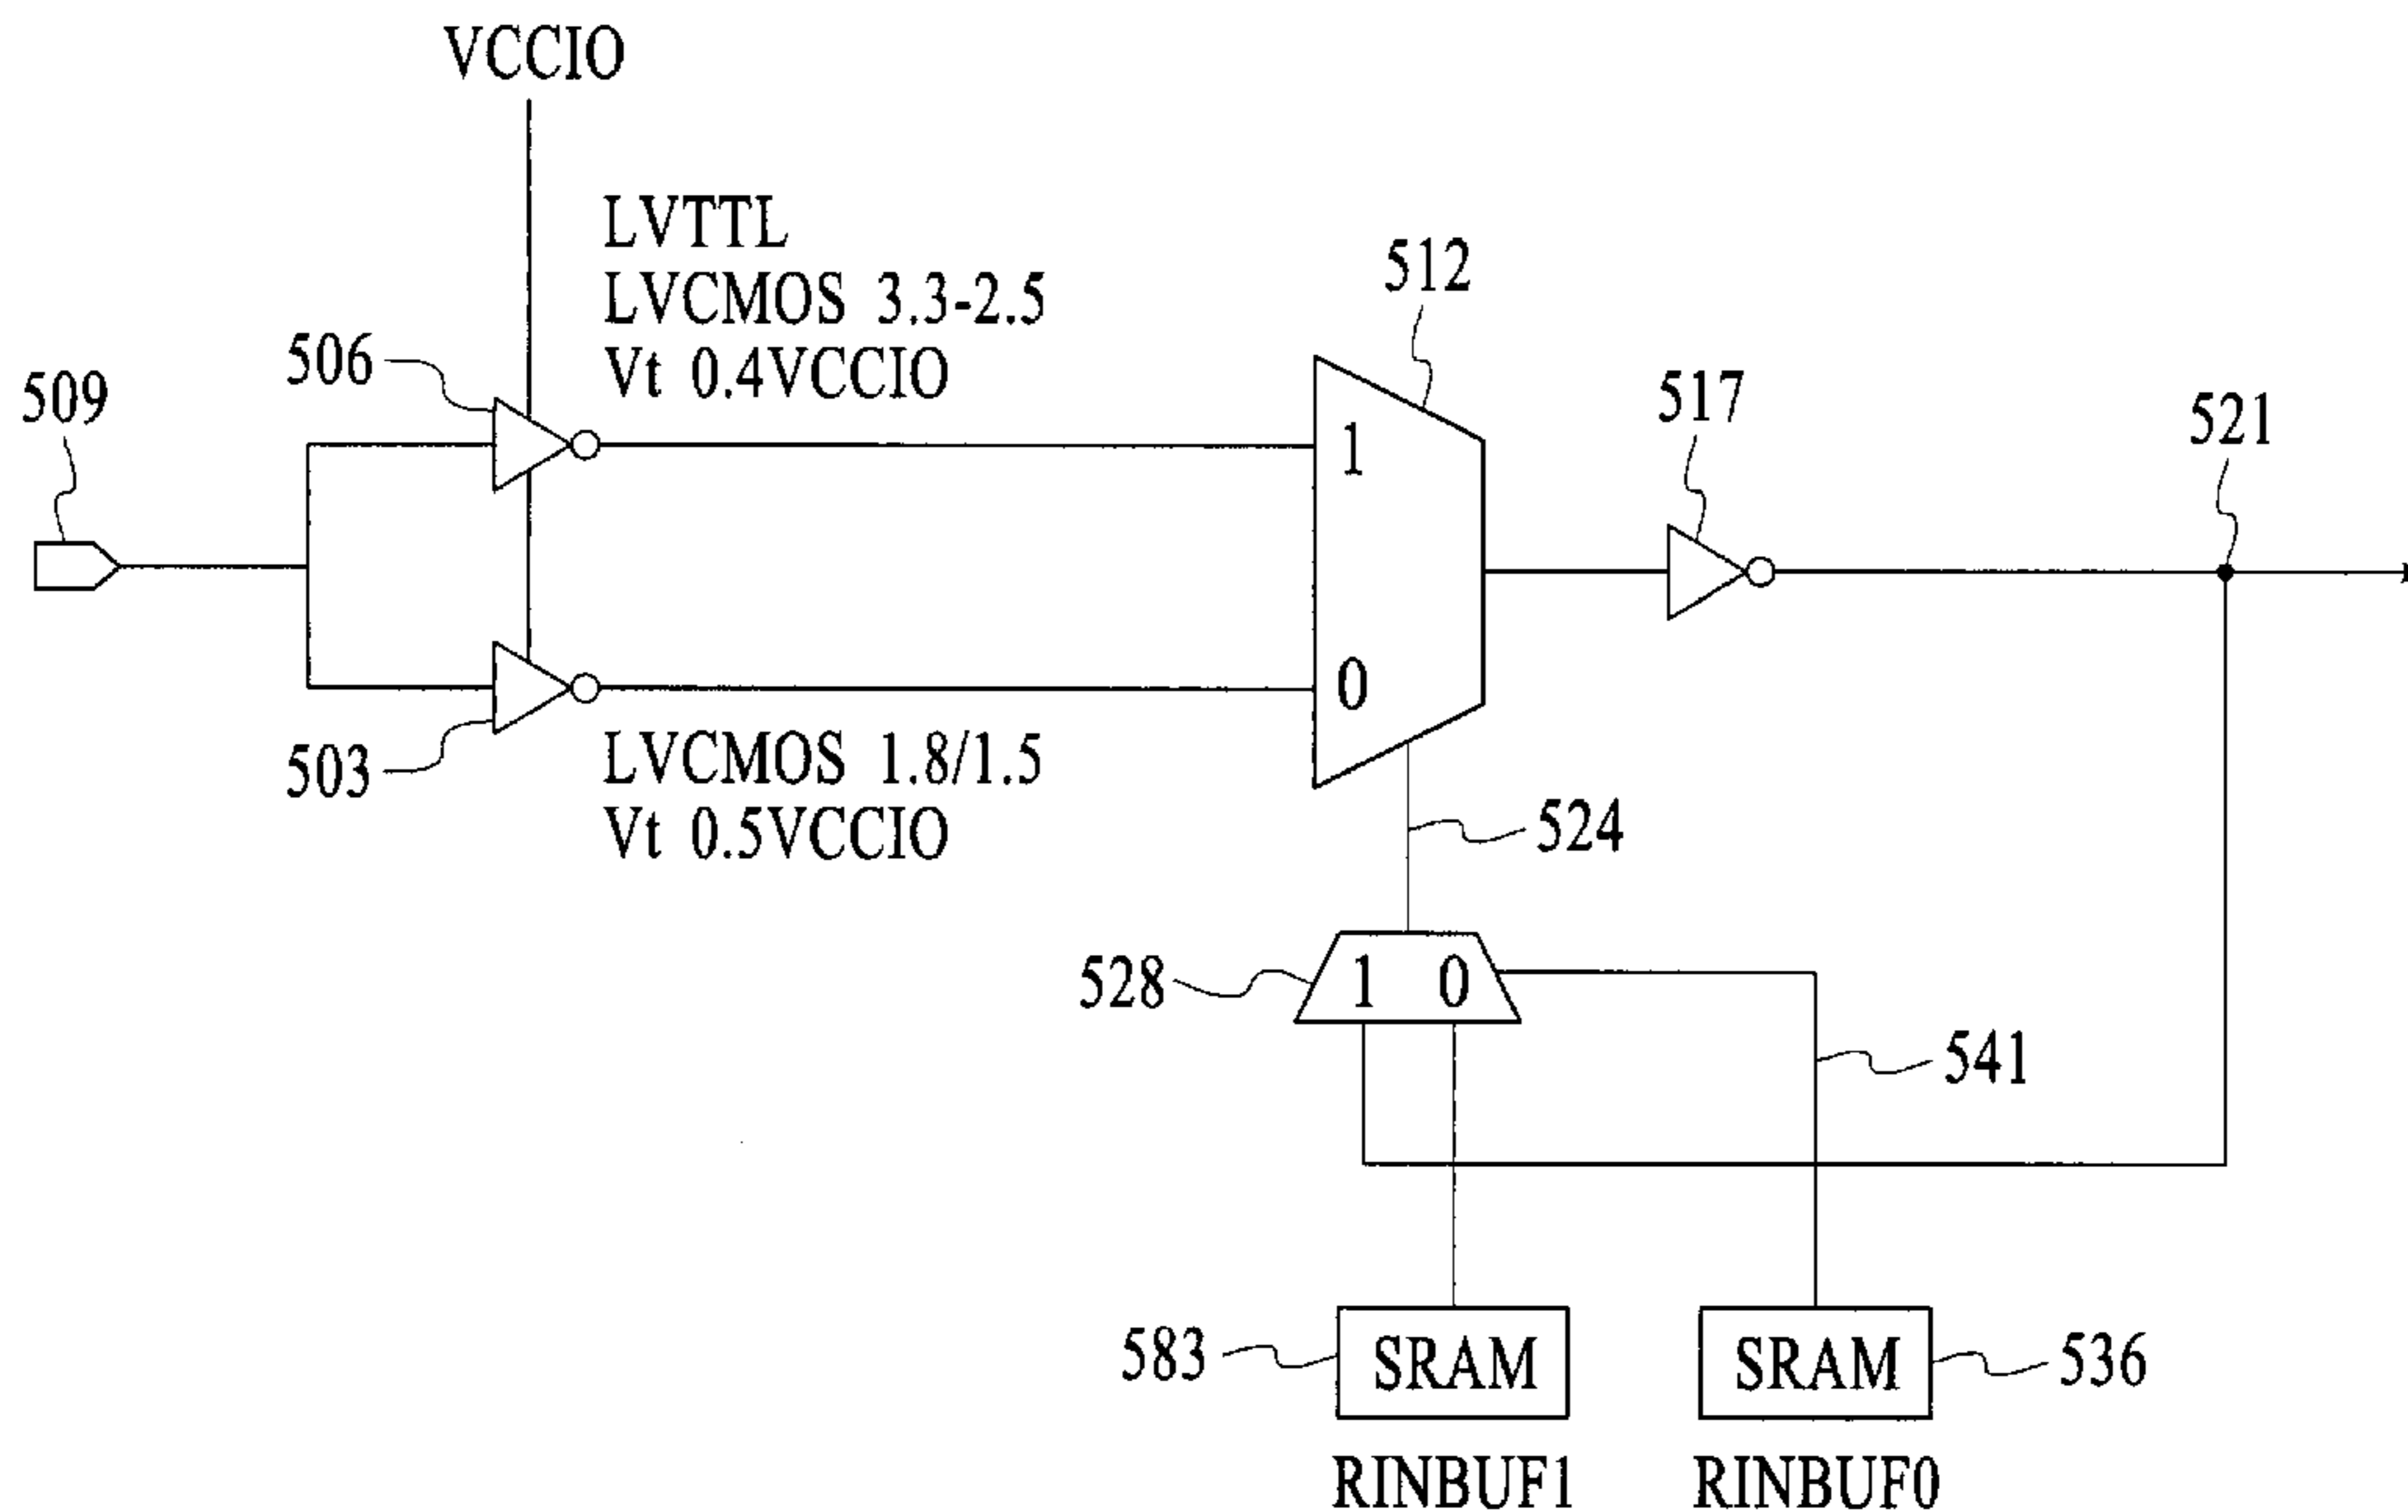 VCCIO
LVTTL
LVCMOS 3.3-2.5
Vt 0.4VCCIO
512
506
509
517
521
1
0
503
LVCMOS 1.8/1.5
Vt 0.5VCCIO
524
528
1 0
541
583
SRAM
SRAM
536
RINBUF1
RINBUF0